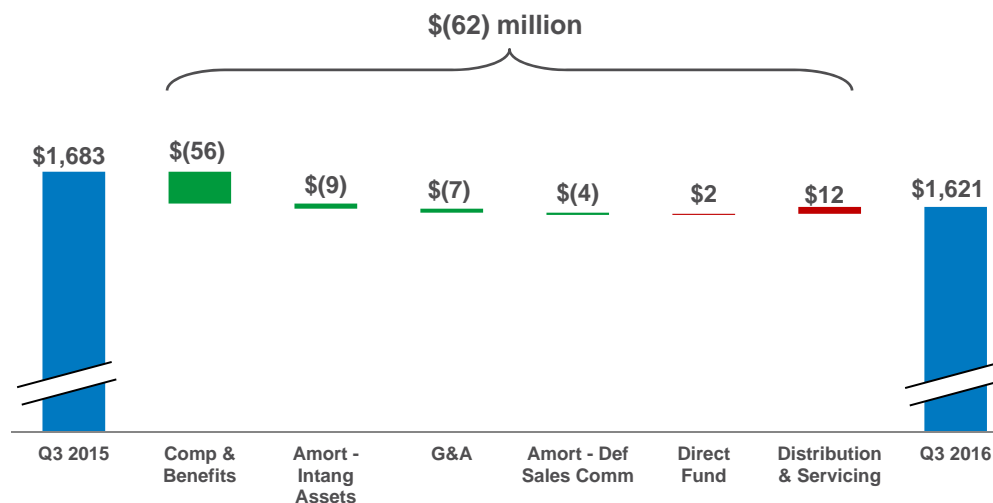 $(62) million
$1,683
$(56)
$(9)
$(7)
$(4)
$2
$12
$1,621
Q3 2015
Comp &
Benefits
Amort -
Intang
Assets
G&A
Amort - Def
Sales Comm
Direct
Fund
Distribution
& Servicing
Q3 2016